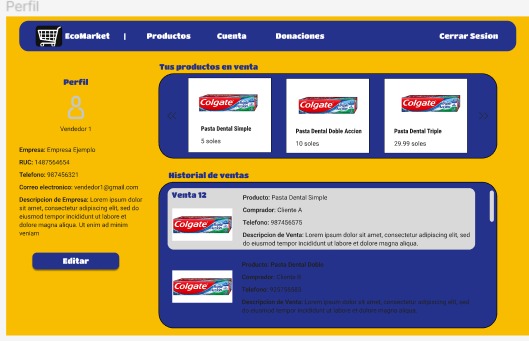 Perfil
EcoMarket | Productos Cuenta Donaciones Cerrar Sesion
Perfil
Vendedor 1
Empresa: Empresa Ejemplo
RUC: 1487564654
Telefono: 987456321
Correo electronico: vendedor1@gmail.com
Descripcion de Empresa: Lorem ipsum dolor
sit amet, consectetur adipiscing elit, sed do
eiusmod tempor incididunt ut labore et
dolore magna aliqua. Ut enim ad minim
veniam
Editar
Tus productos en venta
Colgate
Pasta Dental Simple
5 soles
Colgate
Pasta Dental Doble Accion
10 soles
Colgate
Pasta Dental Triple
29.99 soles
Historial de ventas
Venta 12
Colgate
Producto: Pasta Dental Simple
Comprador: Cliente A
Telefono: 987456575
Descripcion de Venta: Lorem ipsum dolor sit amet, consectetur adipiscing elit, sed
do eiusmod tempor incididunt ut labore et dolore magna aliqua.
Colgate
Producto: Pasta Dental Doble
Comprador: Cliente B
Telefono:
Descripcion de Venta: Lorem ipsum dolor sit amet, consectetur adipiscing elit, sed
do eiusmod tempor incididunt ut labore et dolore magna aliqua.